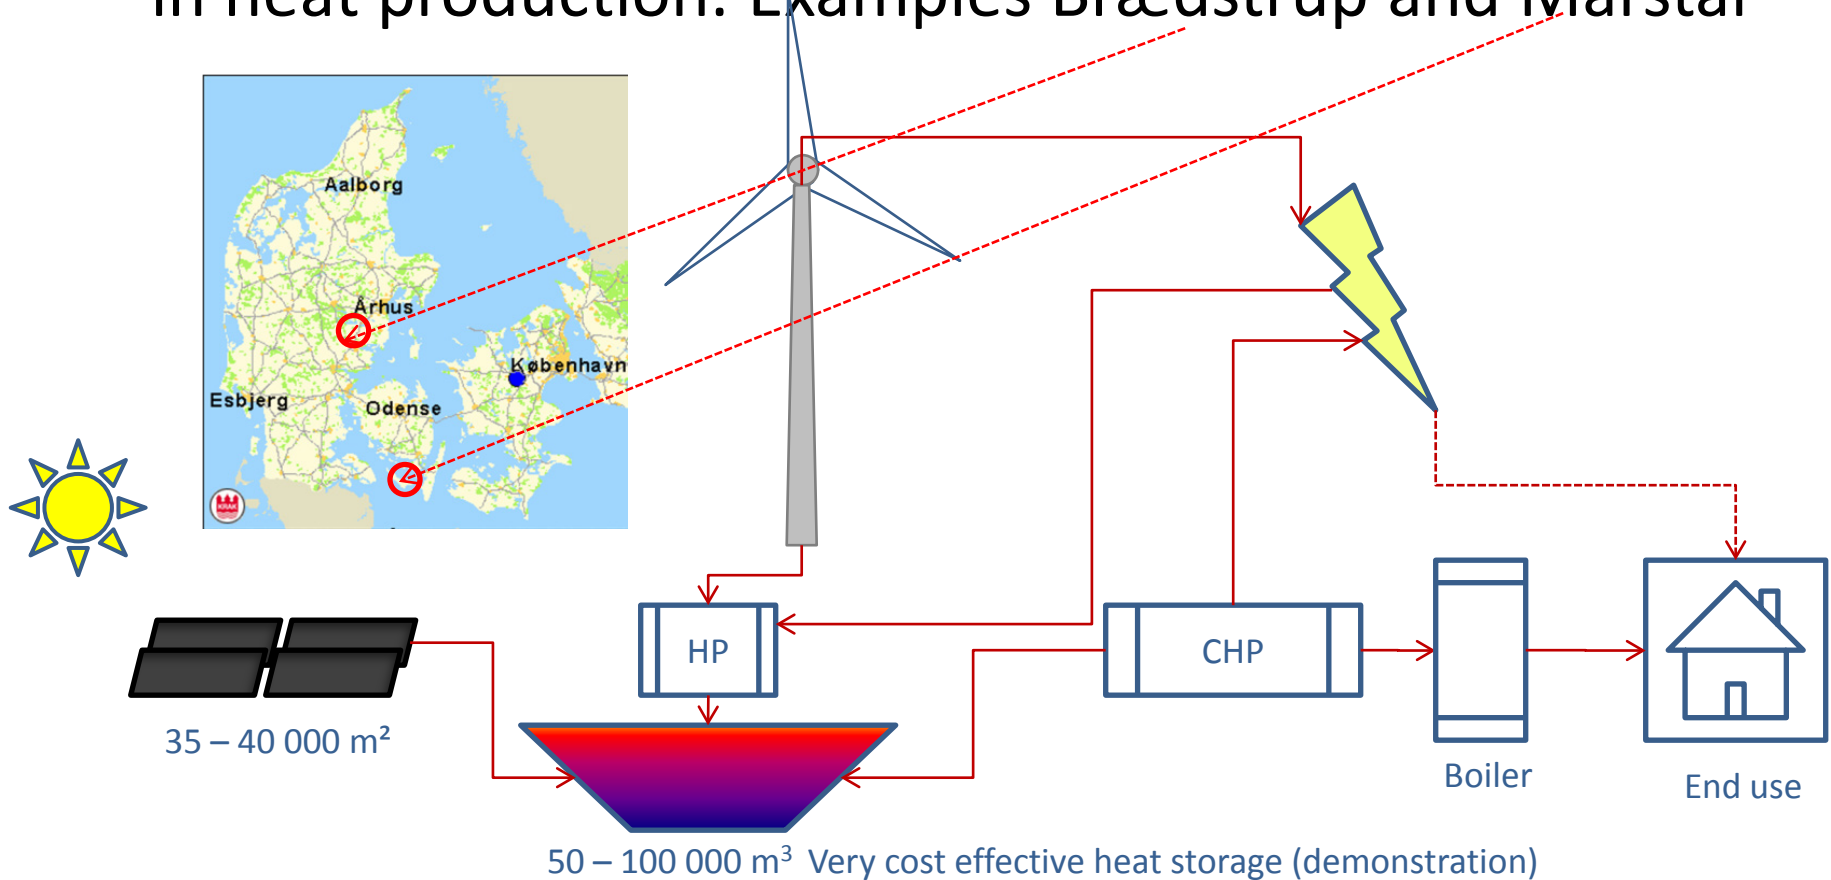 in heat production. Examples Brædstrup and Marstal
Aalborg
Århus
København
Esbjerg
Odense
KRAK
HP
CHP
35 – 40 000 m²
Boiler
End use
50 – 100 000 m³ Very cost effective heat storage (demonstration)